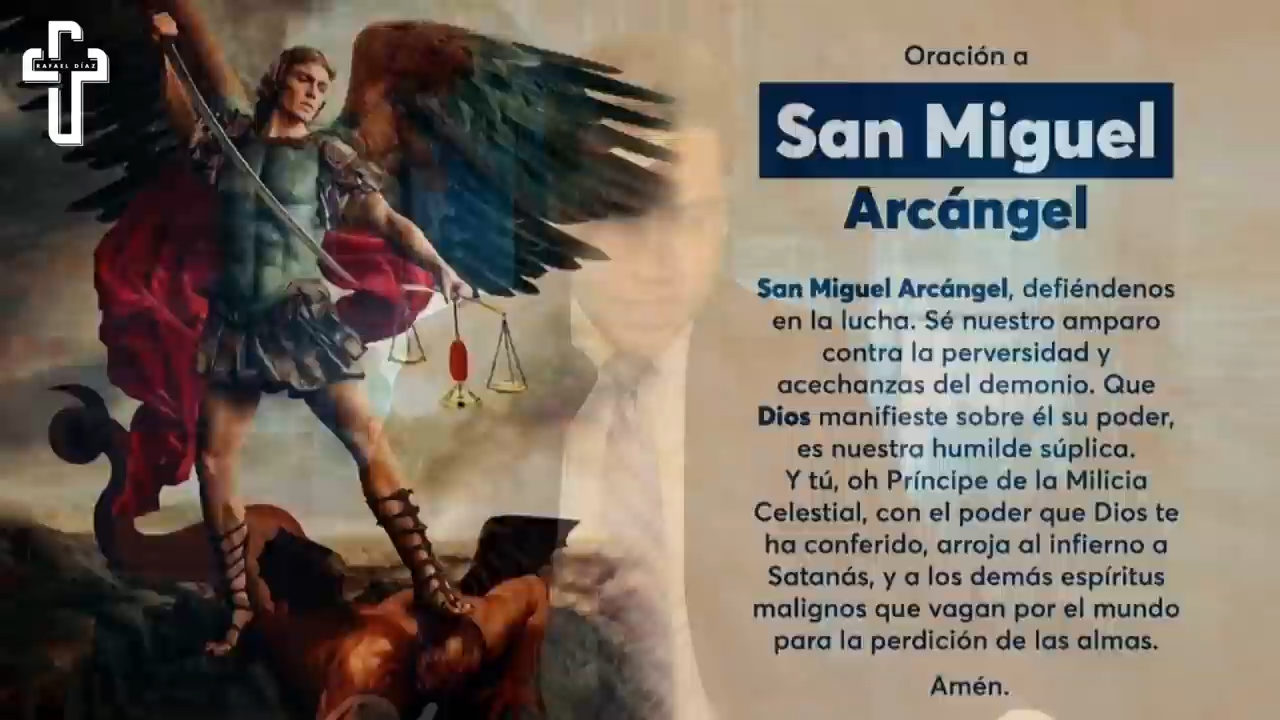 RAFAEL DÍAZ
Oración a
San Miguel
Arcángel
San Miguel Arcángel, defiéndenos
en la lucha. Sé nuestro amparo
contra la perversidad y
acechanzas del demonio. Que
Dios manifieste sobre él su poder,
es nuestra humilde súplica.
Y tú, oh Príncipe de la Milicia
Celestial, con el poder que Dios te
ha conferido, arroja al infierno a
Satanás, y a los demás espíritus
malignos que vagan por el mundo
para la perdición de las almas.
Amén.